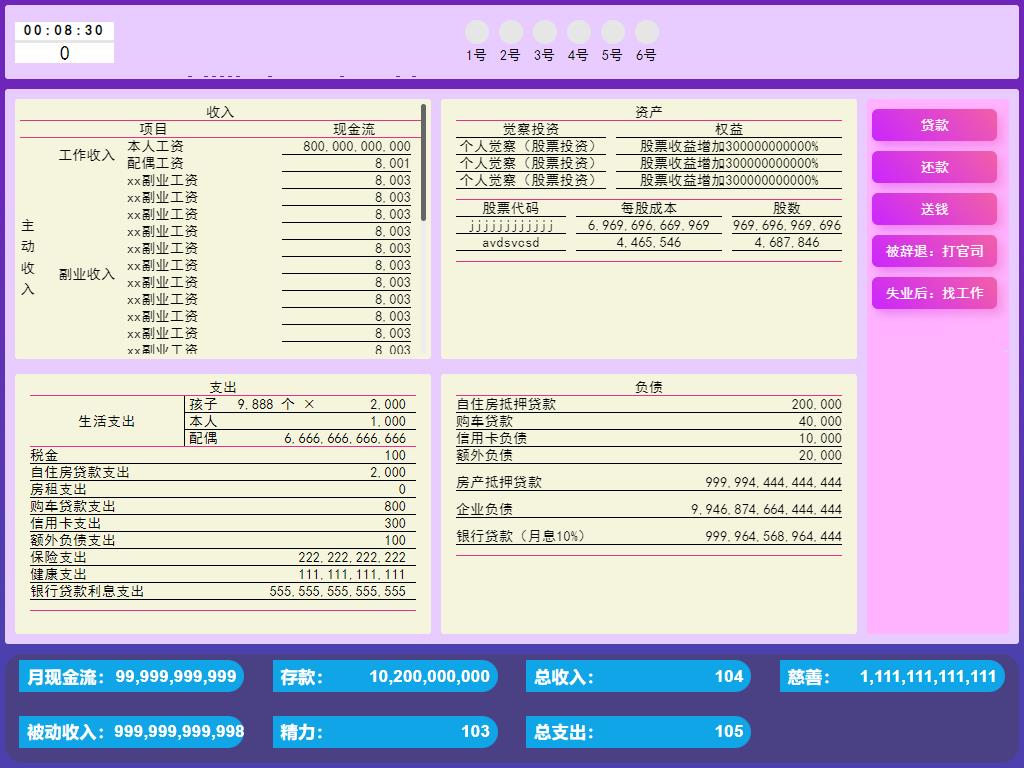 00:08:30
0
1号 2号 3号 4号 5号 6号
收入
项目 现金流
主动收入
工作收入
本人工资 800,000,000,000
配偶工资 8,001
副业收入
xx副业工资 8,003
xx副业工资 8,003
xx副业工资 8,003
xx副业工资 8,003
xx副业工资 8,003
xx副业工资 8,003
xx副业工资 8,003
xx副业工资 8,003
xx副业工资 8,003
xx副业工资 8,003
xx副业工资 8,003
资产
觉察投资 权益
个人觉察（股票投资） 股票收益增加300000000000%
个人觉察（股票投资） 股票收益增加300000000000%
个人觉察（股票投资） 股票收益增加300000000000%
股票代码 每股成本 股数
jjjjjjjjjjjj 6,969,696,669,969 969,696,969,696
avdsvcsd 4,465,546 4,687,846
贷款
还款
送钱
被辞退：打官司
失业后：找工作
支出
生活支出
孩子 9,888 个 × 2,000
本人 1,000
配偶 6,666,666,666,666
税金 100
自住房贷款支出 2,000
房租支出 0
购车贷款支出 800
信用卡支出 300
额外负债支出 100
保险支出 222,222,222,222
健康支出 111,111,111,111
银行贷款利息支出 555,555,555,555,555
负债
自住房抵押贷款 200,000
购车贷款 40,000
信用卡负债 10,000
额外负债 20,000
房产抵押贷款 999,994,444,444,444
企业负债 9,946,874,664,444,444
银行贷款（月息10%） 999,964,568,964,444
月现金流： 99,999,999,999
存款： 10,200,000,000
总收入： 104
慈善： 1,111,111,111,111
被动收入： 999,999,999,998
精力： 103
总支出： 105